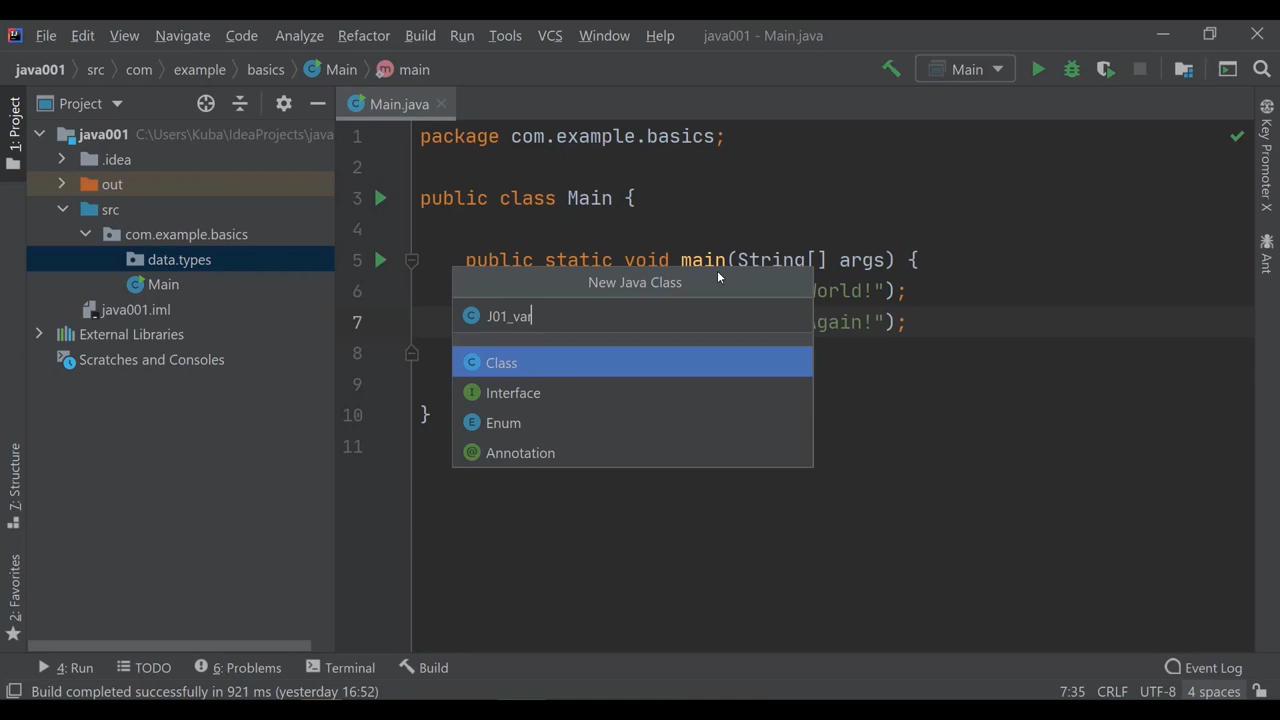 File Edit View Navigate Code Analyze Refactor Build Run Tools VCS Window Help java001 - Main.java
java001 src com example basics Main main Main
1: Project
Project
Main.java
java001 C:\Users\Kuba\IdeaProjects\java
.idea
out
src
com.example.basics
data.types
Main
java001.iml
External Libraries
Scratches and Consoles
1 package com.example.basics;
2
3 public class Main {
4
5 public static void main(String[] args) {
6 World!");
7 Again!");
8
9
10 }
11
New Java Class
J01_var
Class
Interface
Enum
Annotation
Key Promoter X
Ant
7: Structure
2: Favorites
4: Run TODO 6: Problems Terminal Build Event Log
Build completed successfully in 921 ms (yesterday 16:52) 7:35 CRLF UTF-8 4 spaces